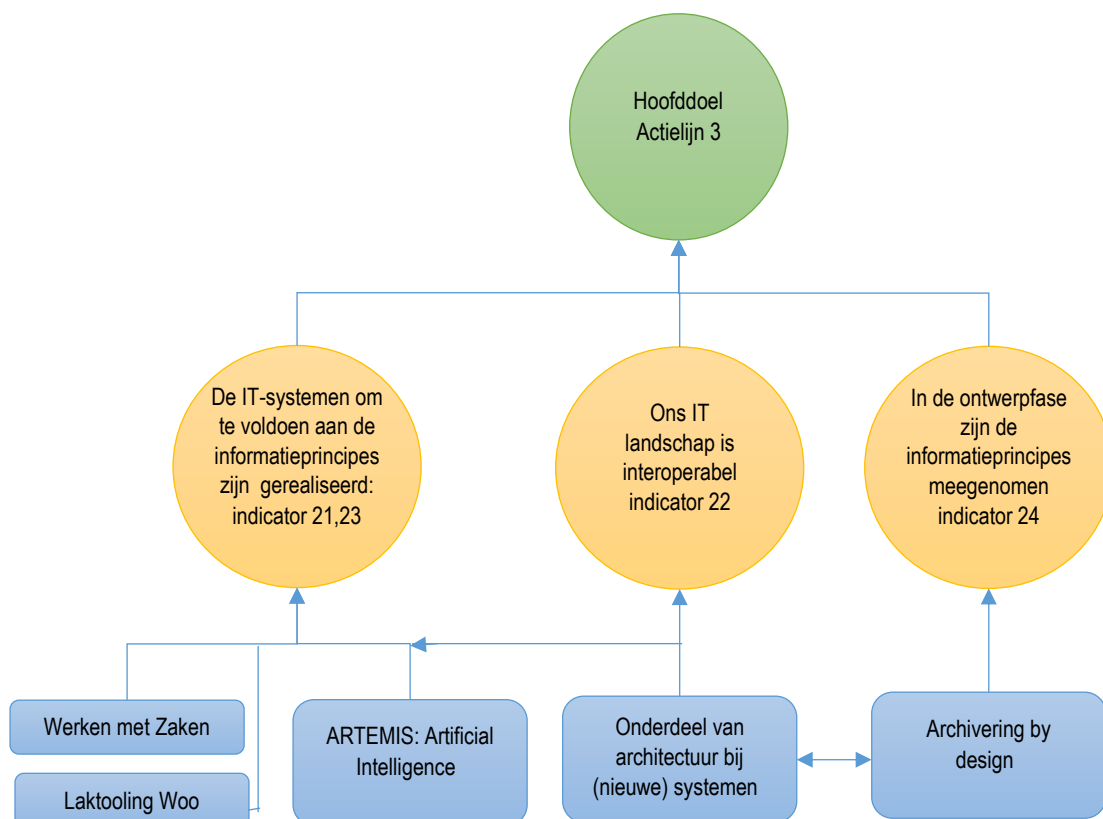 Hoofddoel
Actielijn 3
De IT-systemen om
te voldoen aan de
informatieprincipes
zijn gerealiseerd:
indicator 21,23
Ons IT
landschap is
interoperabel
indicator 22
In de ontwerpfase
zijn de
informatieprincipes
meegenomen
indicator 24
Werken met Zaken
Laktooling Woo
ARTEMIS: Artificial
Intelligence
Onderdeel van
architectuur bij
(nieuwe) systemen
Archivering by
design